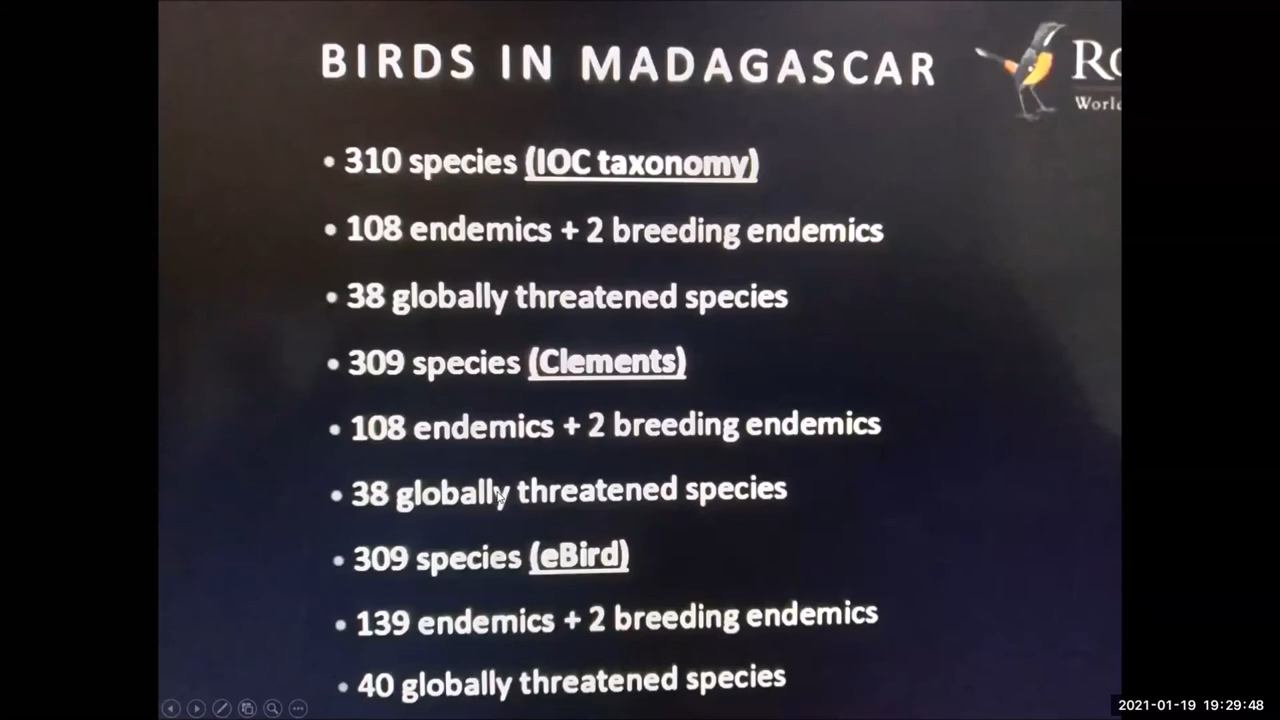 BIRDS IN MADAGASCAR
Ro
World
• 310 species (IOC taxonomy)
• 108 endemics + 2 breeding endemics
• 38 globally threatened species
• 309 species (Clements)
• 108 endemics + 2 breeding endemics
• 38 globally threatened species
• 309 species (eBird)
• 139 endemics + 2 breeding endemics
• 40 globally threatened species
2021-01-19 19:29:48